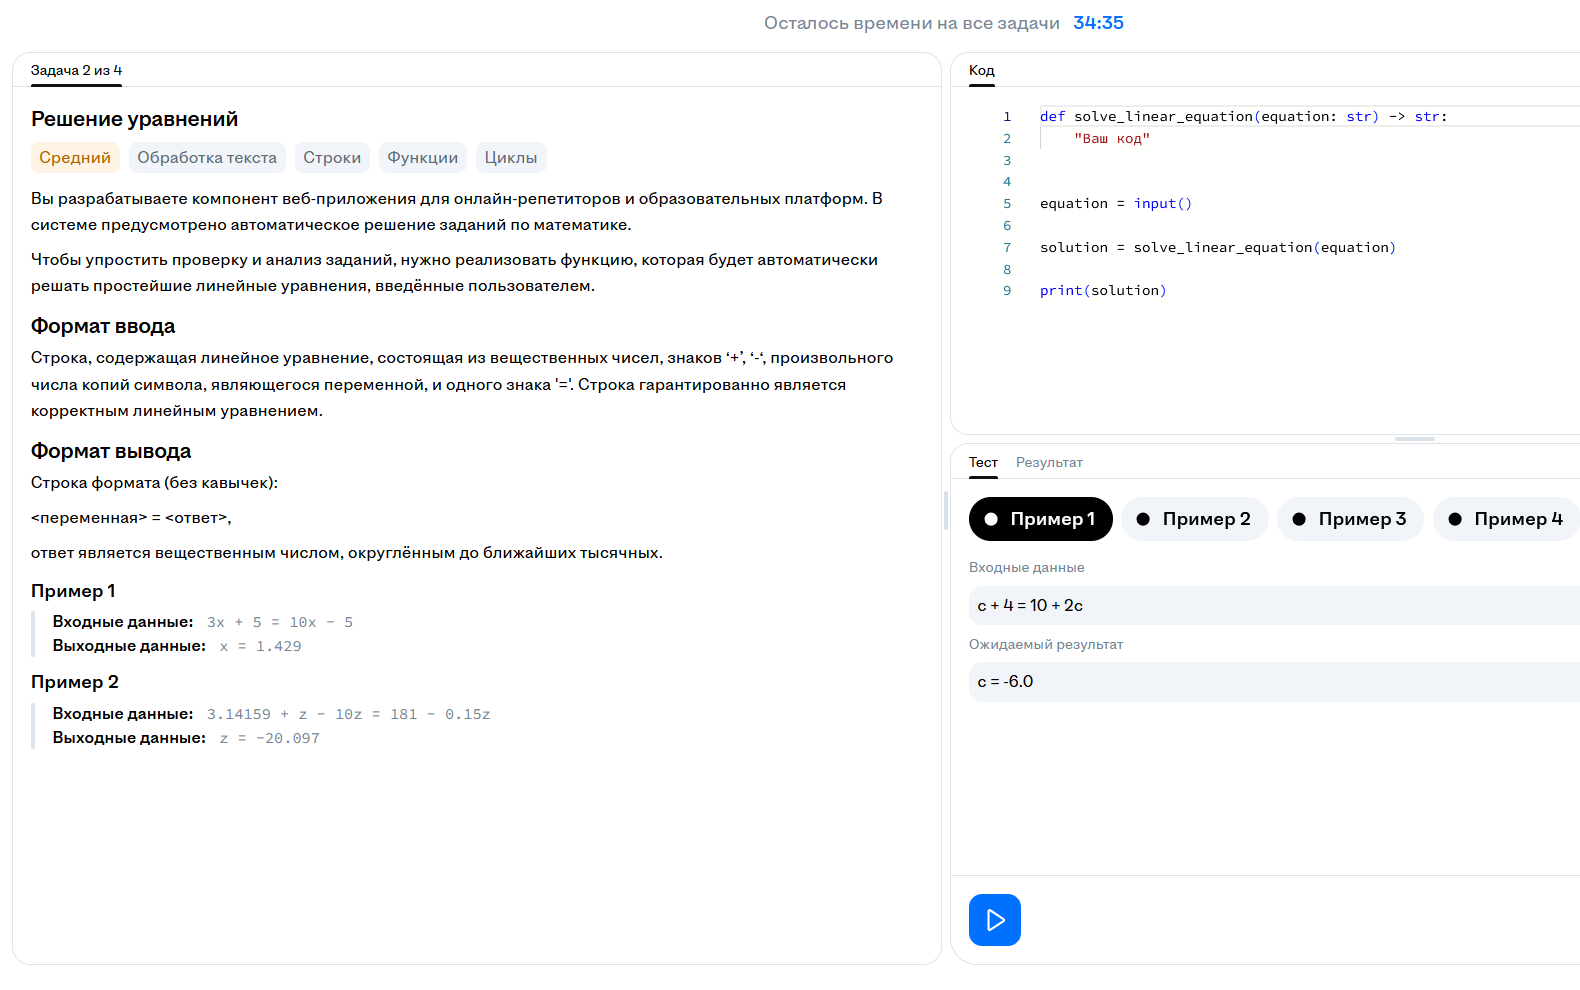 Осталось времени на все задачи 34:35
Задача 2 из 4
Решение уравнений
Средний Обработка текста Строки Функции Циклы
Вы разрабатываете компонент веб-приложения для онлайн-репетиторов и образовательных платформ. В
системе предусмотрено автоматическое решение заданий по математике.
Чтобы упростить проверку и анализ заданий, нужно реализовать функцию, которая будет автоматически
решать простейшие линейные уравнения, введённые пользователем.
Формат ввода
Строка, содержащая линейное уравнение, состоящая из вещественных чисел, знаков ‘+’, ‘-‘, произвольного
числа копий символа, являющегося переменной, и одного знака '='. Строка гарантированно является
корректным линейным уравнением.
Формат вывода
Строка формата (без кавычек):
<переменная> = <ответ>,
ответ является вещественным числом, округлённым до ближайших тысячных.
Пример 1
Входные данные: 3x + 5 = 10x - 5
Выходные данные: x = 1.429
Пример 2
Входные данные: 3.14159 + z - 10z = 181 - 0.15z
Выходные данные: z = -20.097
Код
1 def solve_linear_equation(equation: str) -> str:
2 "Ваш код"
3
4
5 equation = input()
6
7 solution = solve_linear_equation(equation)
8
9 print(solution)
Тест Результат
Пример 1 Пример 2 Пример 3 Пример 4
Входные данные
c + 4 = 10 + 2c
Ожидаемый результат
c = -6.0